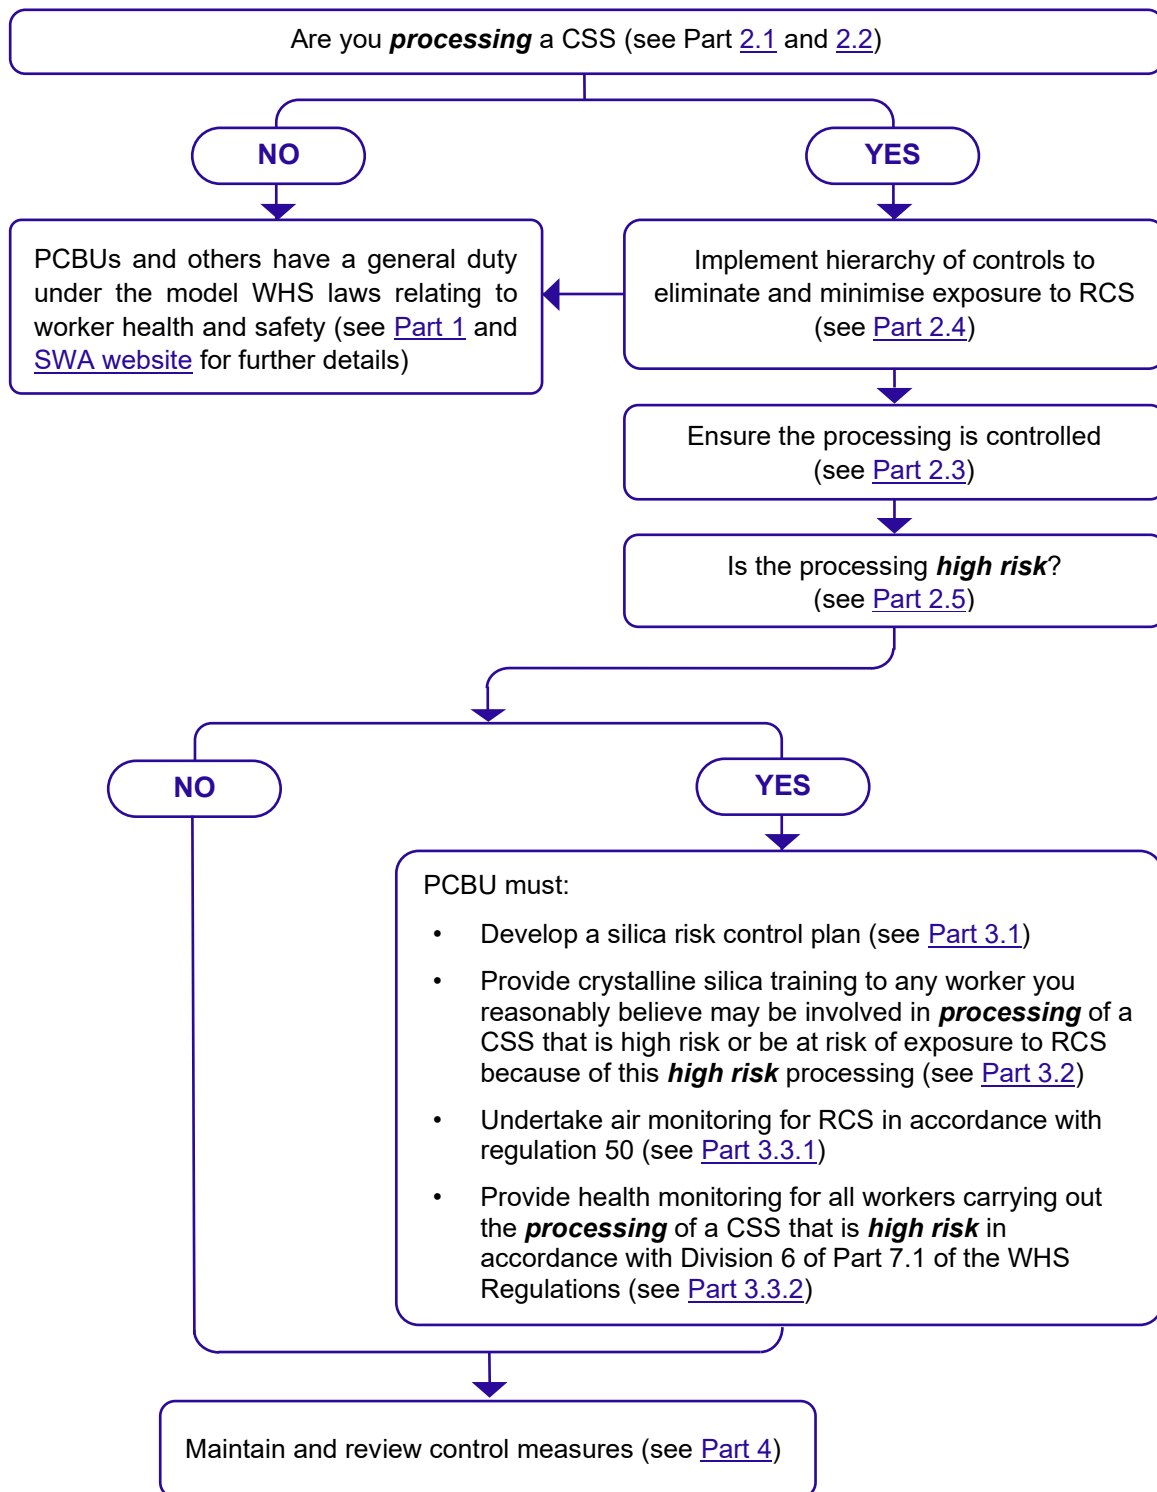 Are you processing a CSS (see Part 2.1 and 2.2)
NO
YES
PCBUs and others have a general duty
under the model WHS laws relating to
worker health and safety (see Part 1 and
SWA website for further details)
Implement hierarchy of controls to
eliminate and minimise exposure to RCS
(see Part 2.4)
Ensure the processing is controlled
(see Part 2.3)
Is the processing high risk?
(see Part 2.5)
NO
YES
PCBU must:
• Develop a silica risk control plan (see Part 3.1)
• Provide crystalline silica training to any worker you
reasonably believe may be involved in processing of a
CSS that is high risk or be at risk of exposure to RCS
because of this high risk processing (see Part 3.2)
• Undertake air monitoring for RCS in accordance with
regulation 50 (see Part 3.3.1)
• Provide health monitoring for all workers carrying out
the processing of a CSS that is high risk in
accordance with Division 6 of Part 7.1 of the WHS
Regulations (see Part 3.3.2)
Maintain and review control measures (see Part 4)